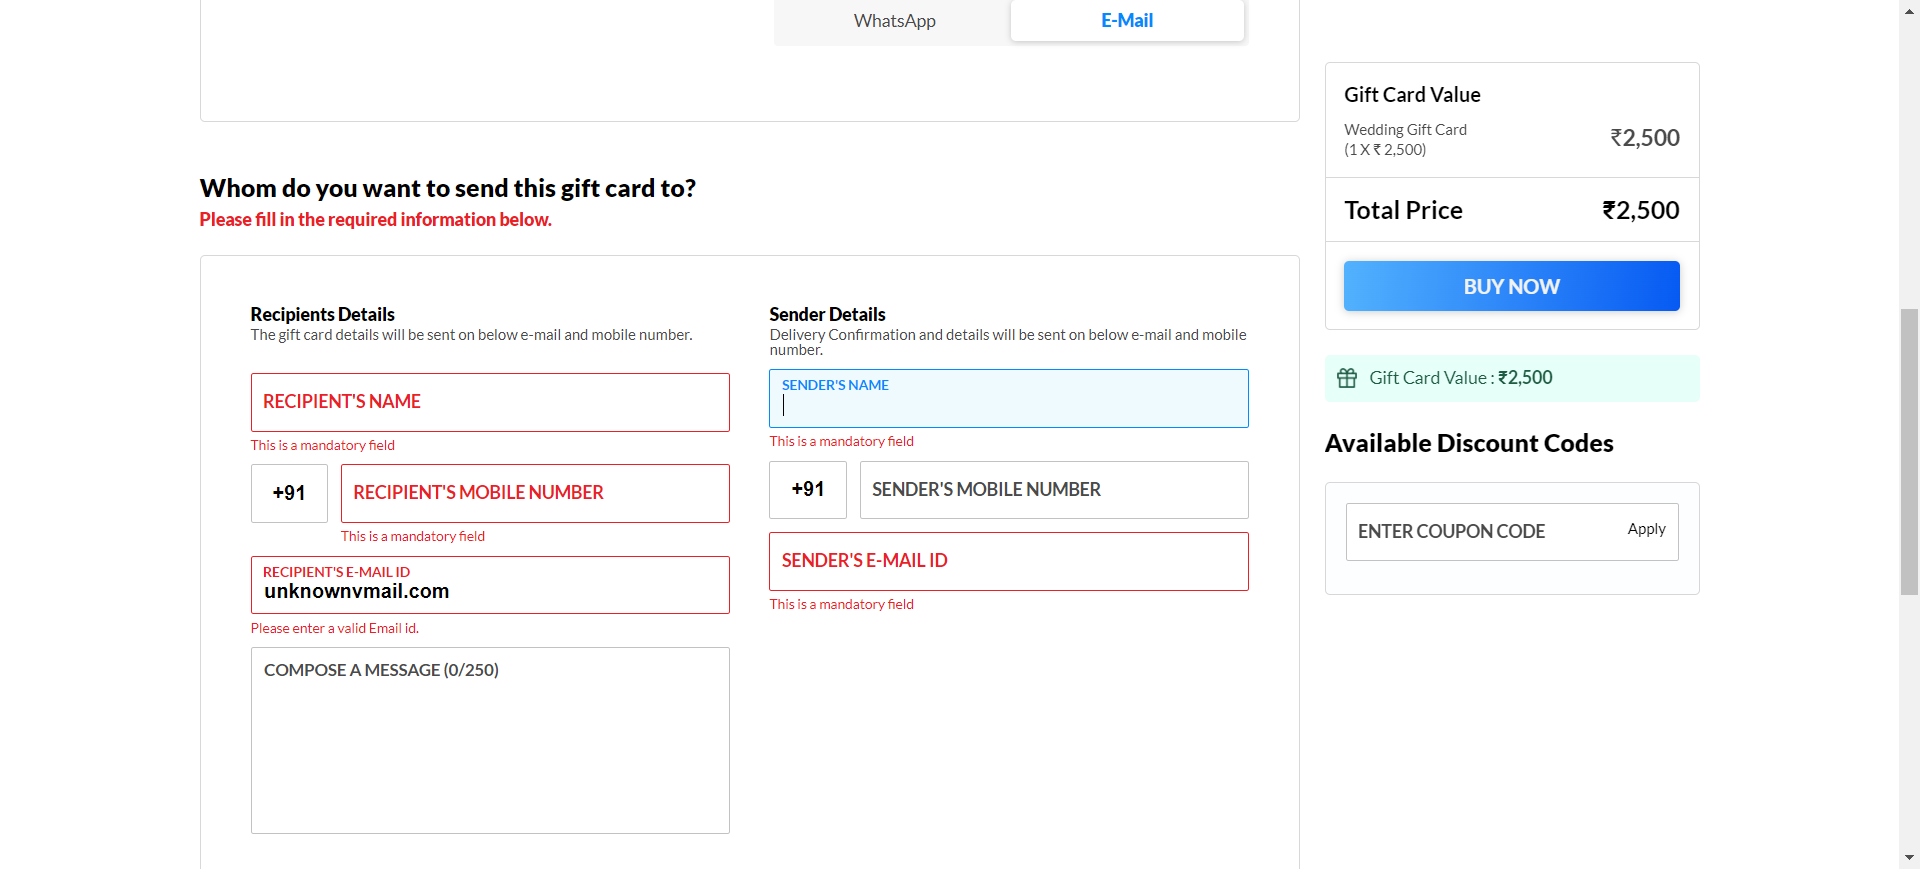 WhatsApp
E-Mail
Whom do you want to send this gift card to?
Please fill in the required information below.
Recipients Details
The gift card details will be sent on below e-mail and mobile number.
RECIPIENT'S NAME
This is a mandatory field
+91
RECIPIENT'S MOBILE NUMBER
This is a mandatory field
RECIPIENT'S E-MAIL ID
unknownvmail.com
Please enter a valid Email id.
COMPOSE A MESSAGE (0/250)
Sender Details
Delivery Confirmation and details will be sent on below e-mail and mobile
number.
SENDER'S NAME
This is a mandatory field
+91
SENDER'S MOBILE NUMBER
SENDER'S E-MAIL ID
This is a mandatory field
Gift Card Value
Wedding Gift Card
(1 X ₹ 2,500)
₹2,500
Total Price
₹2,500
BUY NOW
Gift Card Value : ₹2,500
Available Discount Codes
ENTER COUPON CODE
Apply